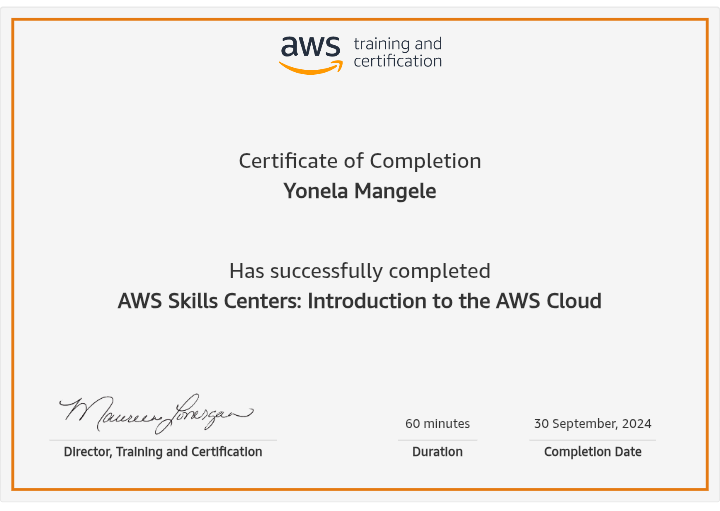 aws training and
certification
Certificate of Completion
Yonela Mangele
Has successfully completed
AWS Skills Centers: Introduction to the AWS Cloud
Maureen Lonergan
60 minutes
30 September, 2024
Director, Training and Certification
Duration
Completion Date